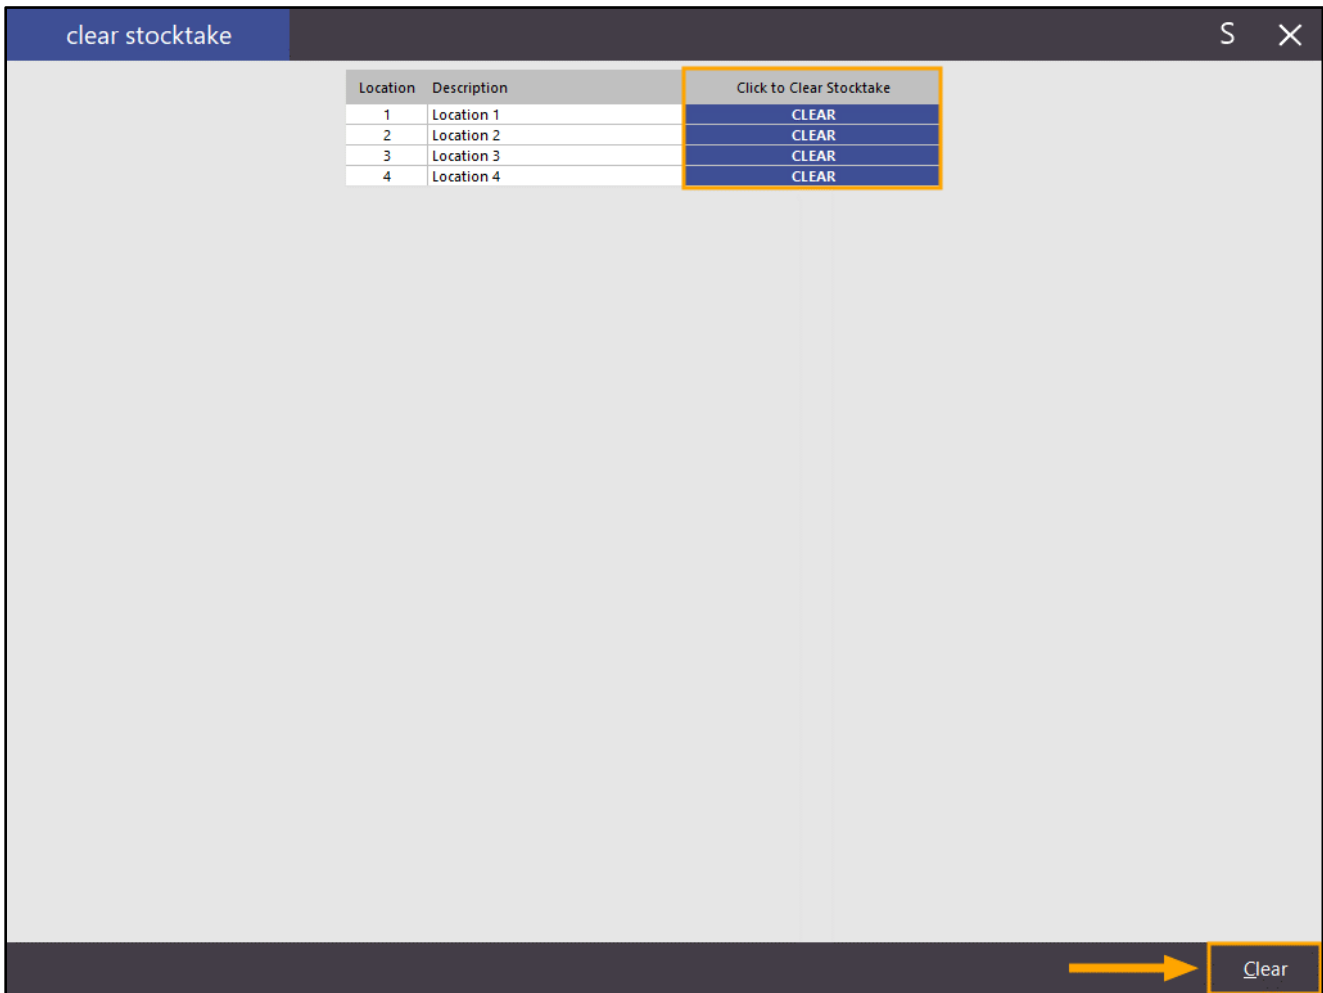 clear stocktake S
Location Description Click to Clear Stocktake
1 Location 1 CLEAR
2 Location 2 CLEAR
3 Location 3 CLEAR
4 Location 4 CLEAR
Clear